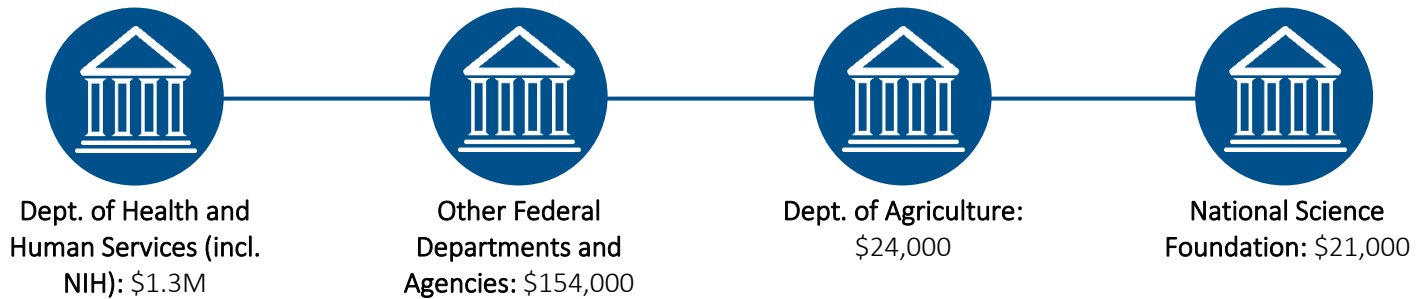 Dept. of Health and
Human Services (incl.
NIH): $1.3M
Other Federal
Departments and
Agencies: $154,000
Dept. of Agriculture:
$24,000
National Science
Foundation: $21,000